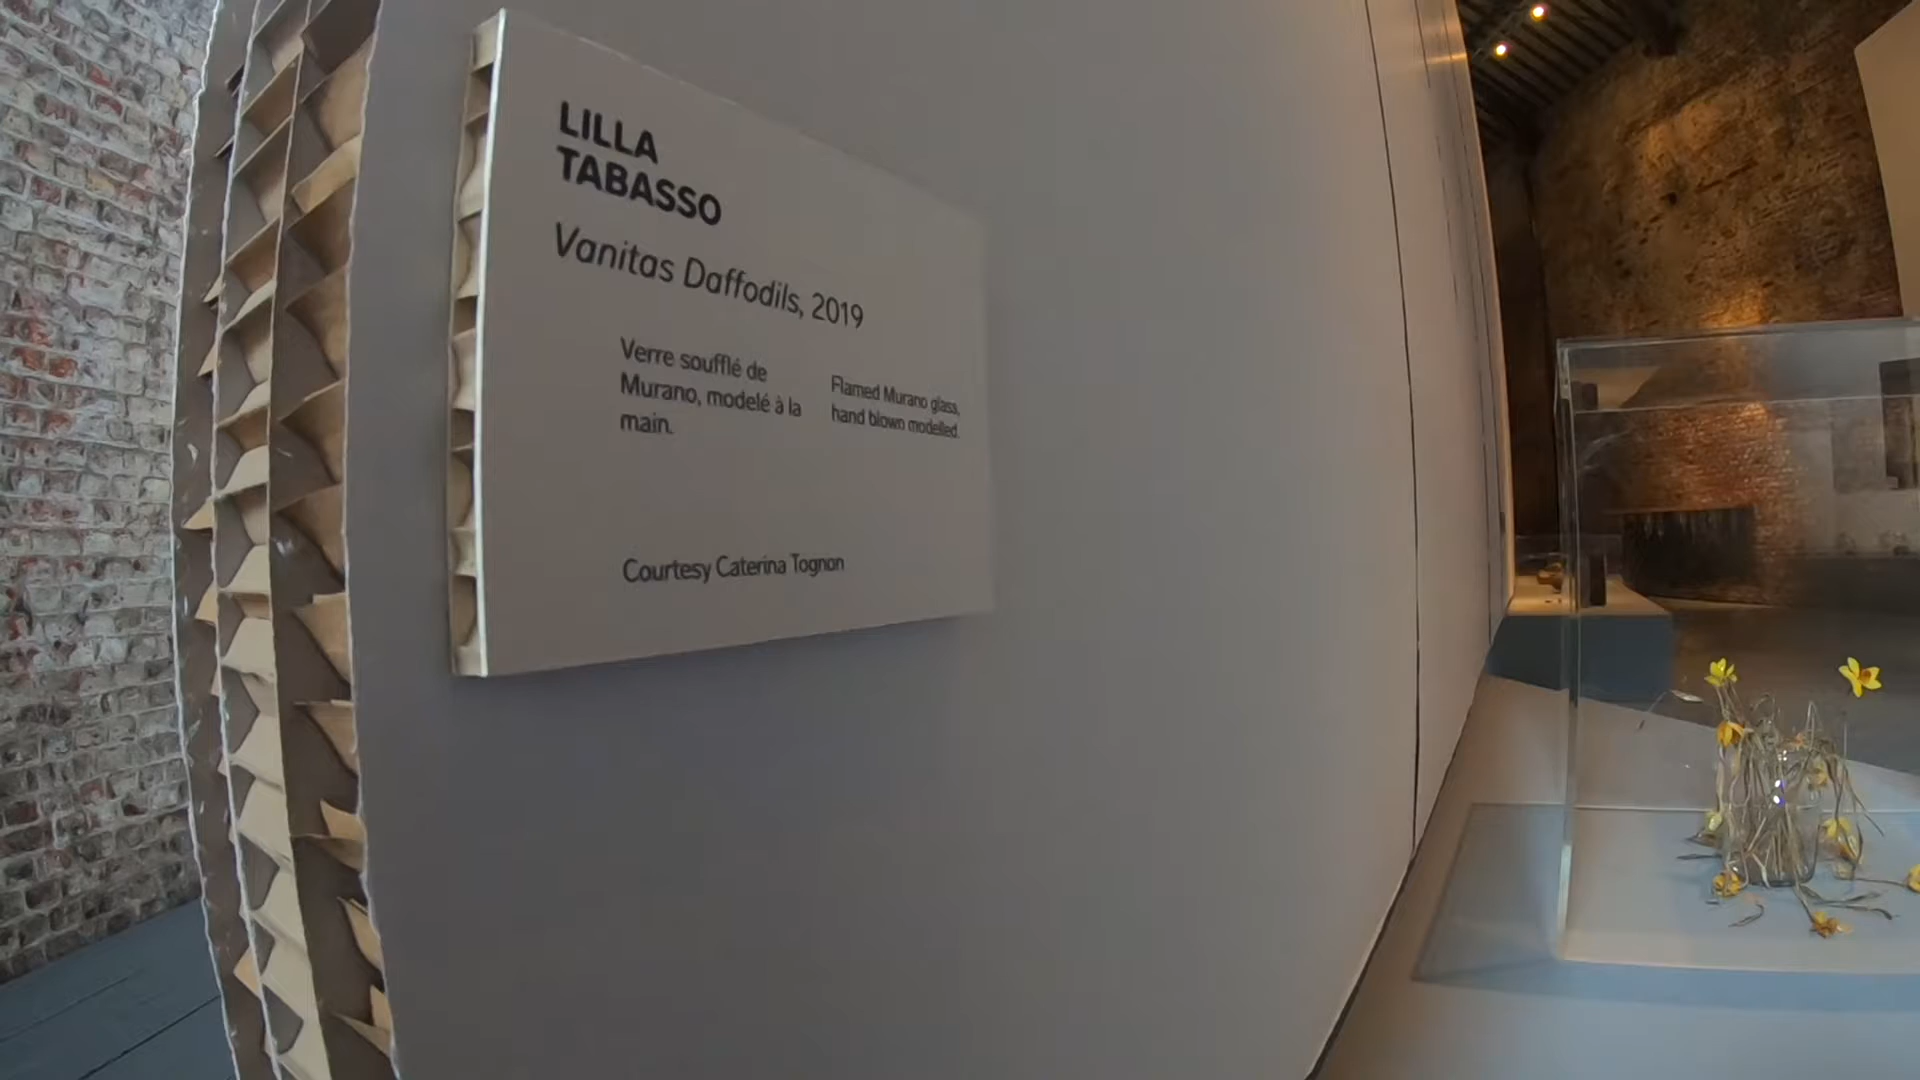 LILLA
TABASSO
Vanitas Daffodils, 2019
Verre soufflé de
Murano, modelé à la
main.
Flamed Murano glass,
hand blown modelled.
Courtesy Caterina Tognon